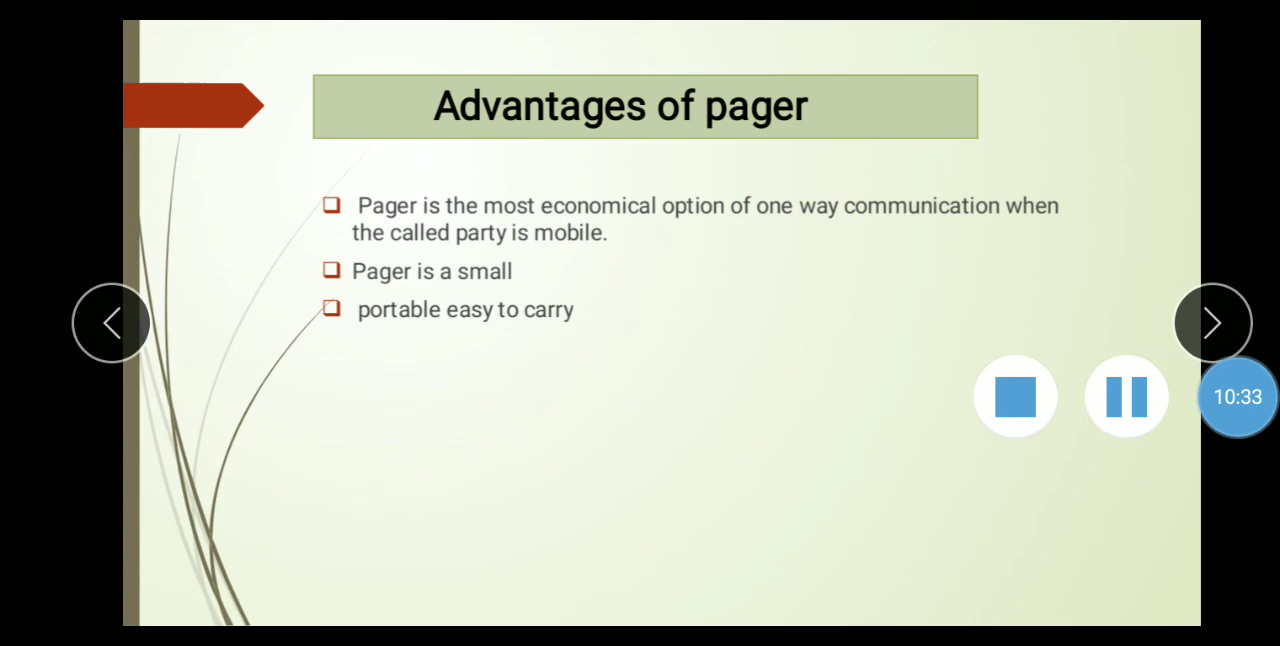 Advantages of pager
Pager is the most economical option of one way communication when
the called party is mobile.
Pager is a small
portable easy to carry
10:33